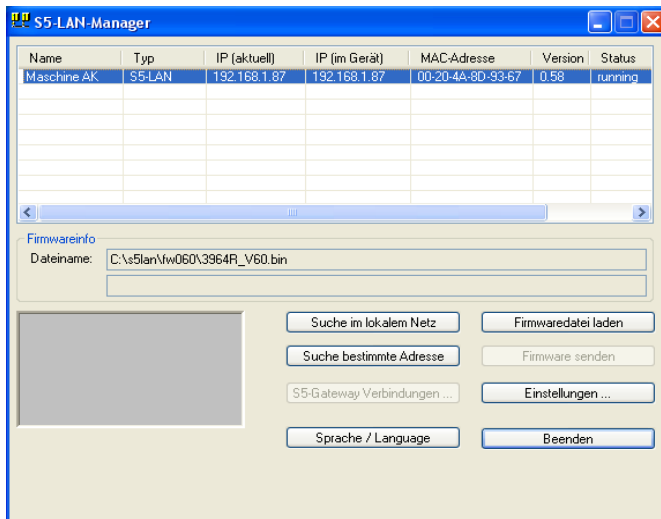 S5-LAN-Manager
Name Typ IP (aktuell) IP (im Gerät) MAC-Adresse Version Status
Maschine AK S5-LAN 192.168.1.87 192.168.1.87 00-20-4A-8D-93-67 0.58 running
Firmwareinfo
Dateiname: C:\s5lan\fw060\3964R_V60.bin
Suche im lokalem Netz Firmwaredatei laden
Suche bestimmte Adresse Firmware senden
S5-Gateway Verbindungen ... Einstellungen ...
Sprache / Language Beenden